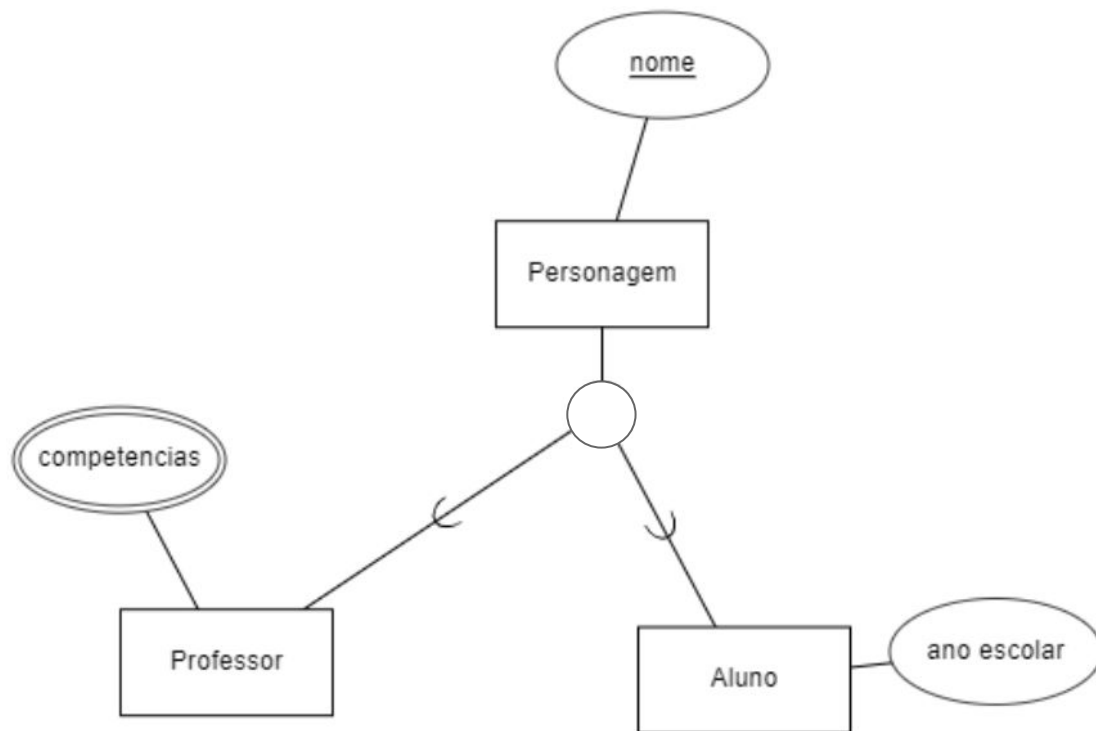 nome
Personagem
competencias
Professor
Aluno
ano escolar